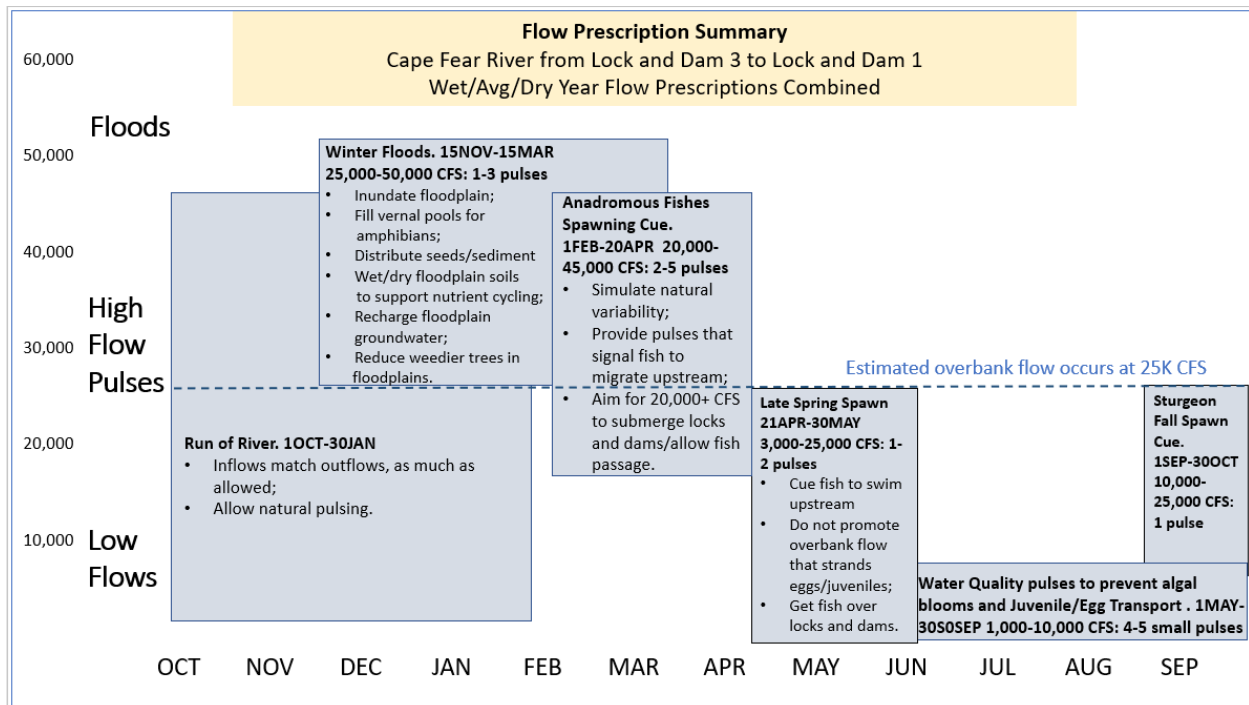 Flow Prescription Summary
Cape Fear River from Lock and Dam 3 to Lock and Dam 1
Wet/Avg/Dry Year Flow Prescriptions Combined
60,000
50,000
40,000
30,000
20,000
10,000
Floods
High
Flow
Pulses
Low
Flows
Winter Floods. 15NOV-15MAR
25,000-50,000 CFS: 1-3 pulses
• Inundate floodplain;
• Fill vernal pools for
amphibians;
• Distribute seeds/sediment
• Wet/dry floodplain soils
to support nutrient cycling;
• Recharge floodplain
groundwater;
• Reduce weedier trees in
floodplains.
Anadromous Fishes
Spawning Cue.
1FEB-20APR 20,000-
45,000 CFS: 2-5 pulses
• Simulate natural
variability;
• Provide pulses that
signal fish to
migrate upstream;
• Aim for 20,000+ CFS
to submerge locks
and dams/allow fish
passage.
Estimated overbank flow occurs at 25K CFS
Run of River. 1OCT-30JAN
• Inflows match outflows, as much as
allowed;
• Allow natural pulsing.
Late Spring Spawn
21APR-30MAY
3,000-25,000 CFS: 1-
2 pulses
• Cue fish to swim
upstream
• Do not promote
overbank flow
that strands
eggs/juveniles;
• Get fish over
locks and dams.
Sturgeon
Fall Spawn
Cue.
1SEP-30OCT
10,000-
25,000 CFS:
1 pulse
Water Quality pulses to prevent algal
blooms and Juvenile/Egg Transport . 1MAY-
30S0SEP 1,000-10,000 CFS: 4-5 small pulses
OCT NOV DEC JAN FEB MAR APR MAY JUN JUL AUG SEP